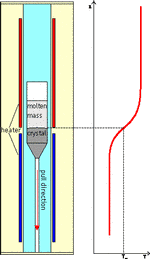 z
molten
mass
crystal
heater
pull direction
T